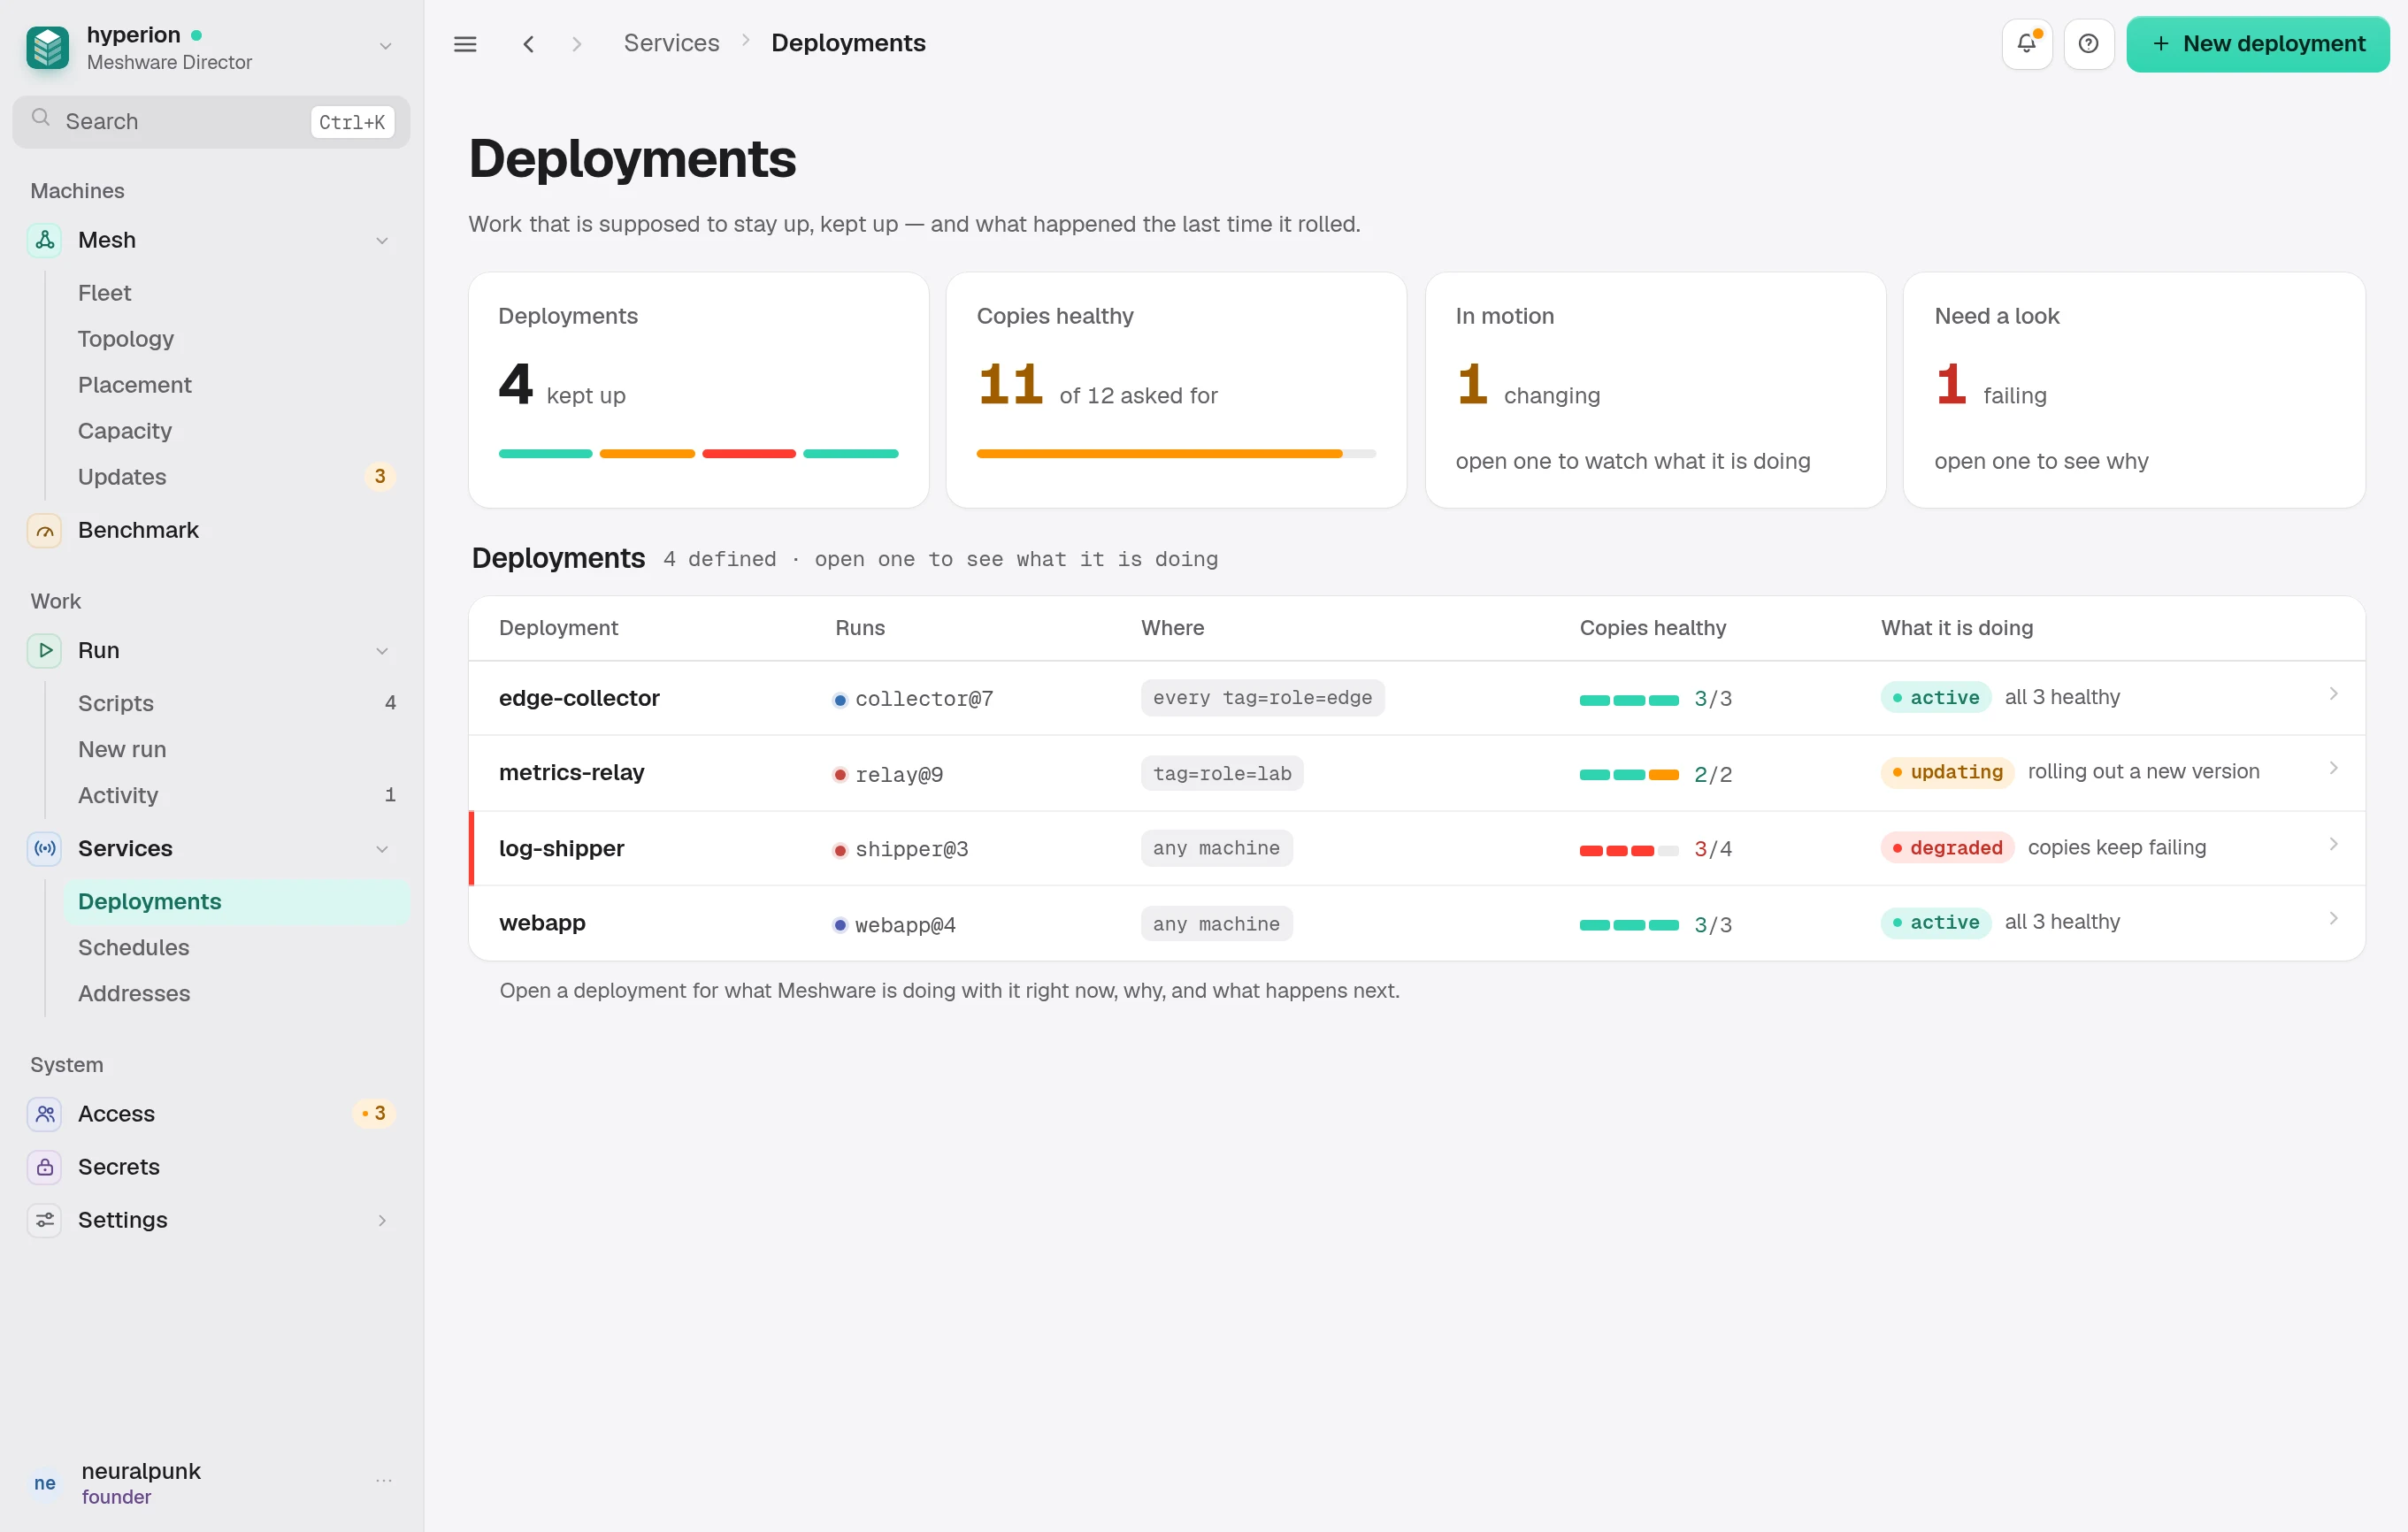 hyperion
Meshware Director
Search
Ctrl+K
Machines
Mesh
Fleet
Topology
Placement
Capacity
Updates 3
Benchmark
Work
Run
Scripts 4
New run
Activity 1
Services
Deployments
Schedules
Addresses
System
Access 3
Secrets
Settings
ne
neuralpunk
founder
Services Deployments
New deployment
Deployments
Work that is supposed to stay up, kept up — and what happened the last time it rolled.
Deployments
4 kept up
Copies healthy
11 of 12 asked for
In motion
1 changing
open one to watch what it is doing
Need a look
1 failing
open one to see why
Deployments 4 defined · open one to see what it is doing
Deployment Runs Where Copies healthy What it is doing
edge-collector collector@7 every tag=role=edge 3/3 active all 3 healthy
metrics-relay relay@9 tag=role=lab 2/2 updating rolling out a new version
log-shipper shipper@3 any machine 3/4 degraded copies keep failing
webapp webapp@4 any machine 3/3 active all 3 healthy
Open a deployment for what Meshware is doing with it right now, why, and what happens next.